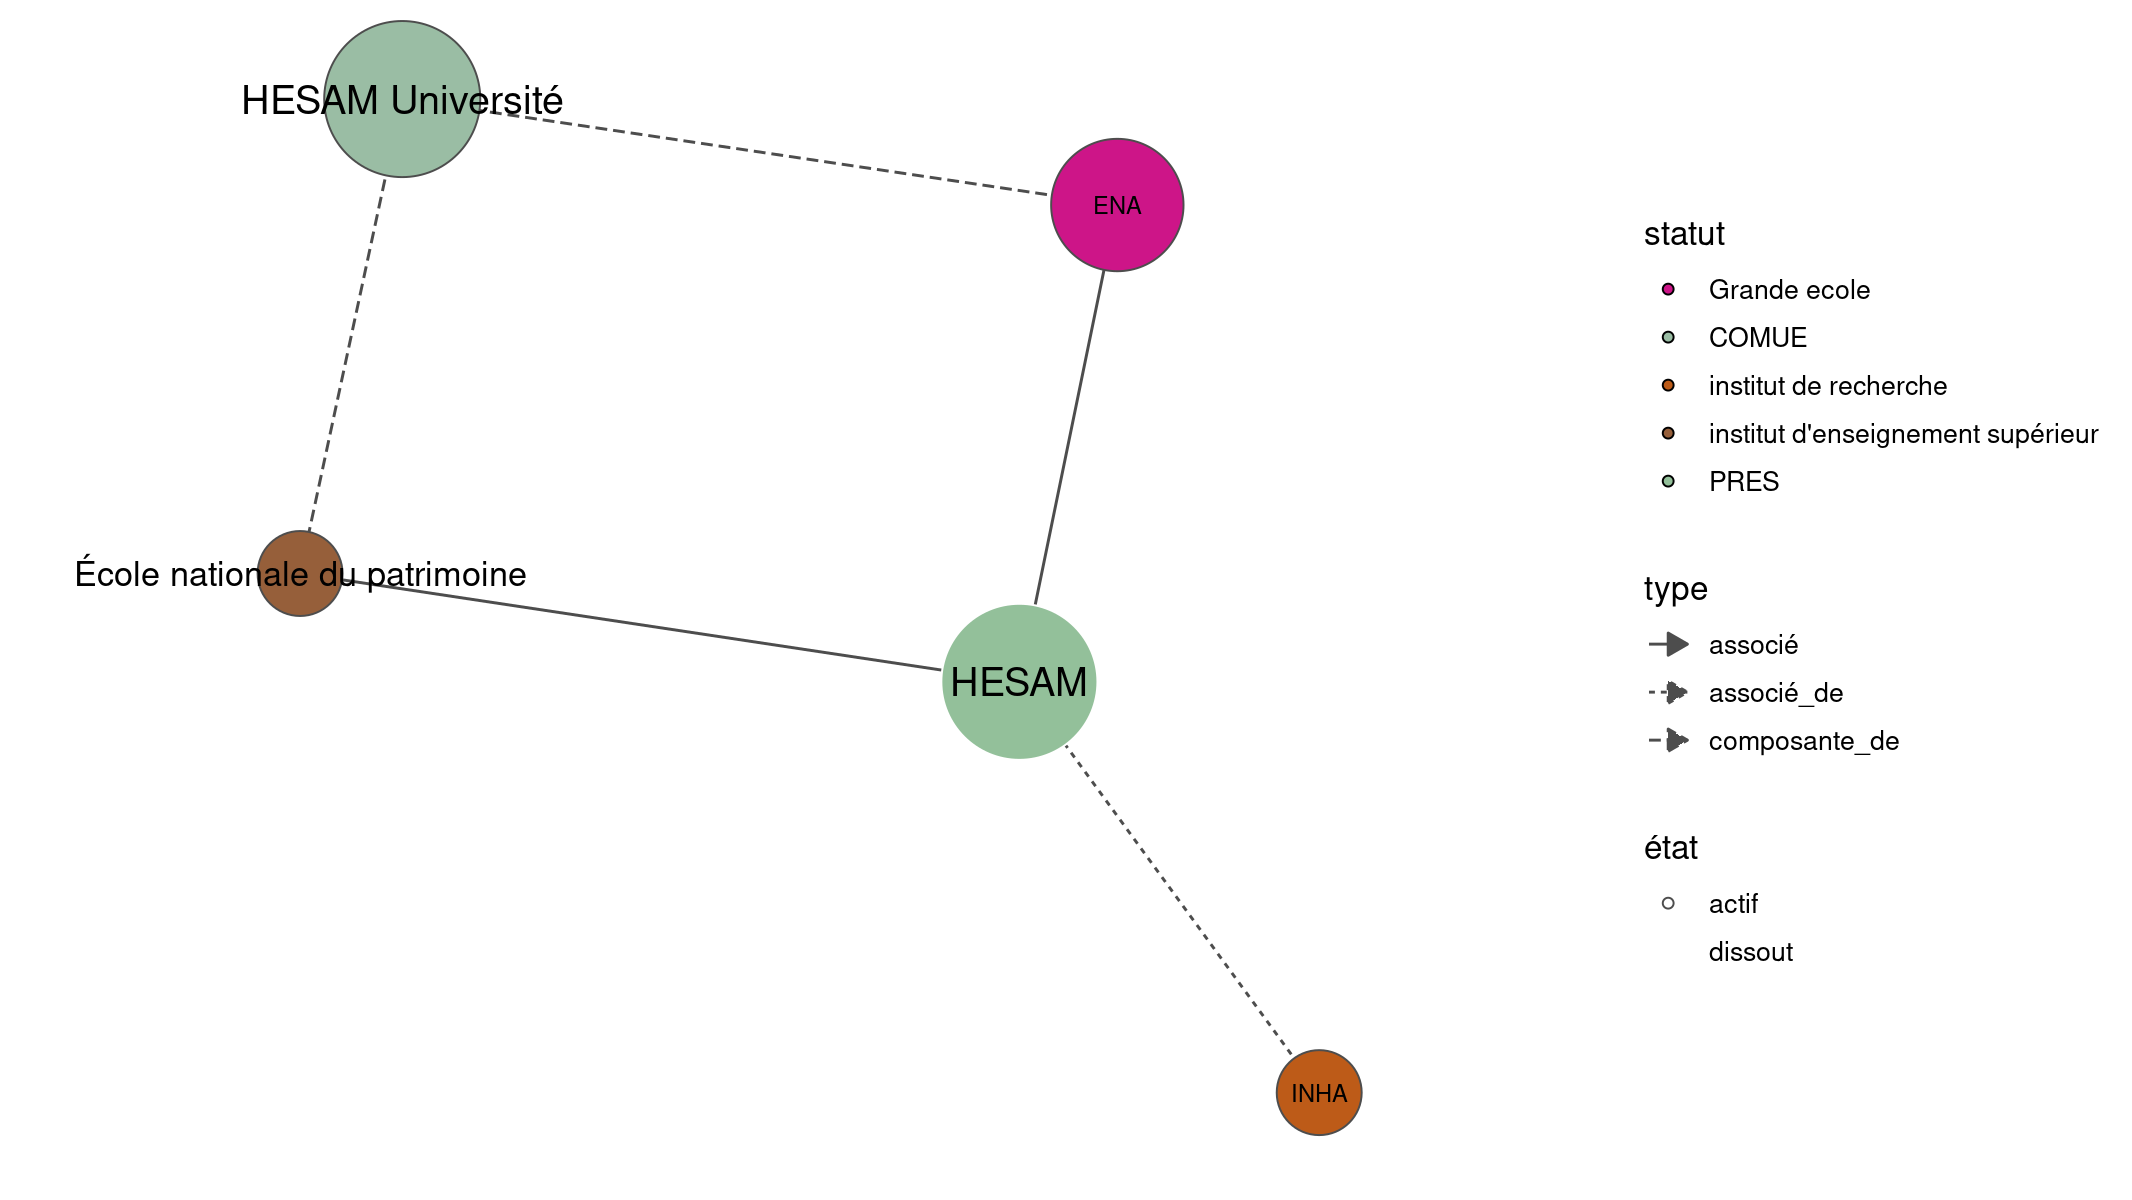 HESAM Université
ENA
École nationale du patrimoine
HESAM
INHA
statut
Grande ecole
COMUE
institut de recherche
institut d'enseignement supérieur
PRES
type
associé
associé_de
composante_de
état
actif
dissout